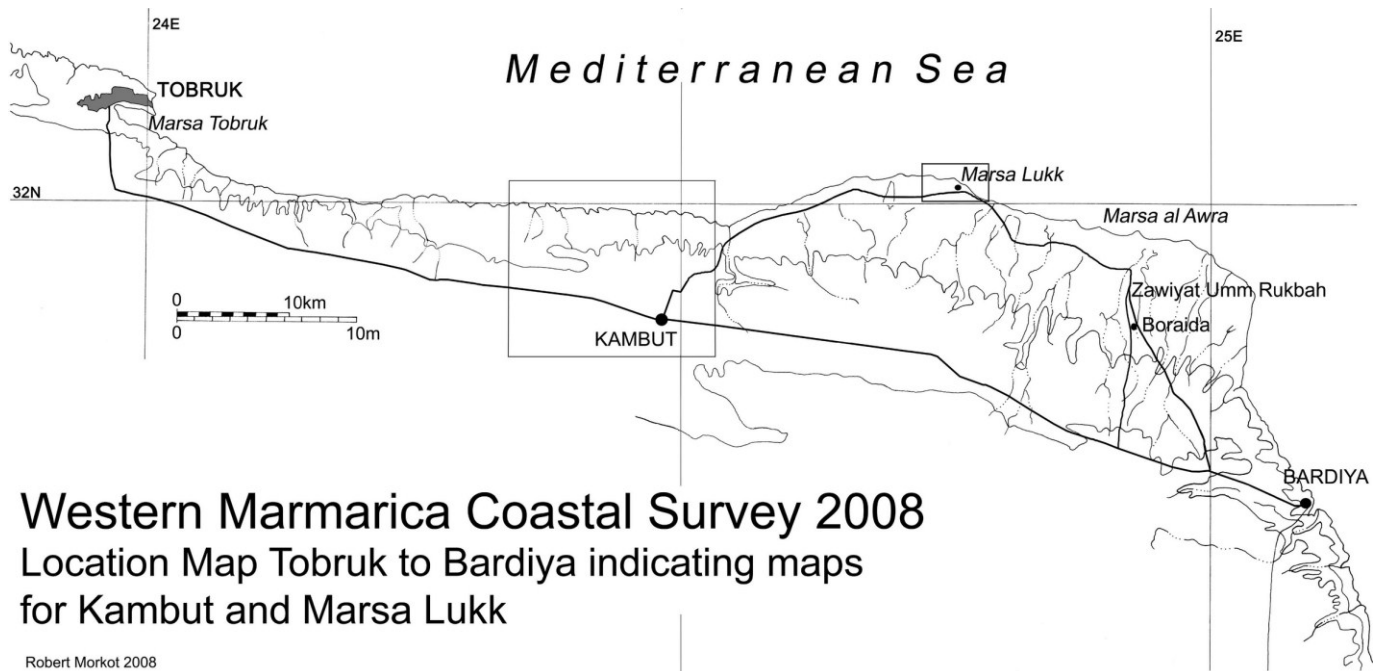 24E
25E
Mediterranean Sea
TOBRUK
Marsa Tobruk
32N
Marsa Lukk
Marsa al Awra
0 10km
0 10m
Zawiyat Umm Rukbah
Boraida
KAMBUT
BARDIYA
Western Marmarica Coastal Survey 2008
Location Map Tobruk to Bardiya indicating maps
for Kambut and Marsa Lukk
Robert Morkot 2008